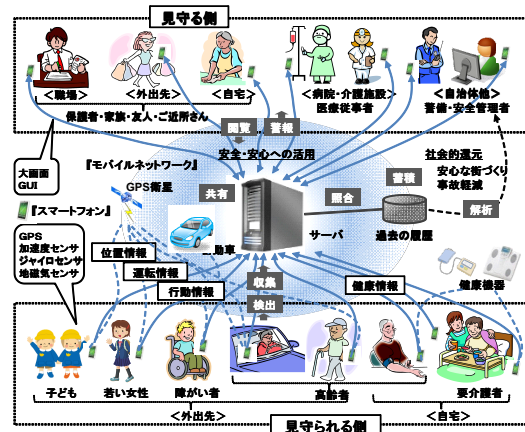 見守る側
<職場>
<外出先>
<自宅>
<病院・介護施設>
医療従事者
<自治体他>
警備・安全管理者
保護者・家族・友人・ご近所さん
閲覧
警報
安全・安心への活用
社会的還元
安心な街づくり
事故軽減
大画面
GUI
『モバイルネットワーク』
GPS衛星
共有
蓄積
照合
解析
『スマートフォン』
サーバ
過去の履歴
自動車
GPS
加速度センサ
ジャイロセンサ
地磁気センサ
位置情報
運転情報
行動情報
収集
検出
健康情報
健康機器
子ども
若い女性
障がい者
高齢者
要介護者
<外出先>
<自宅>
見守られる側